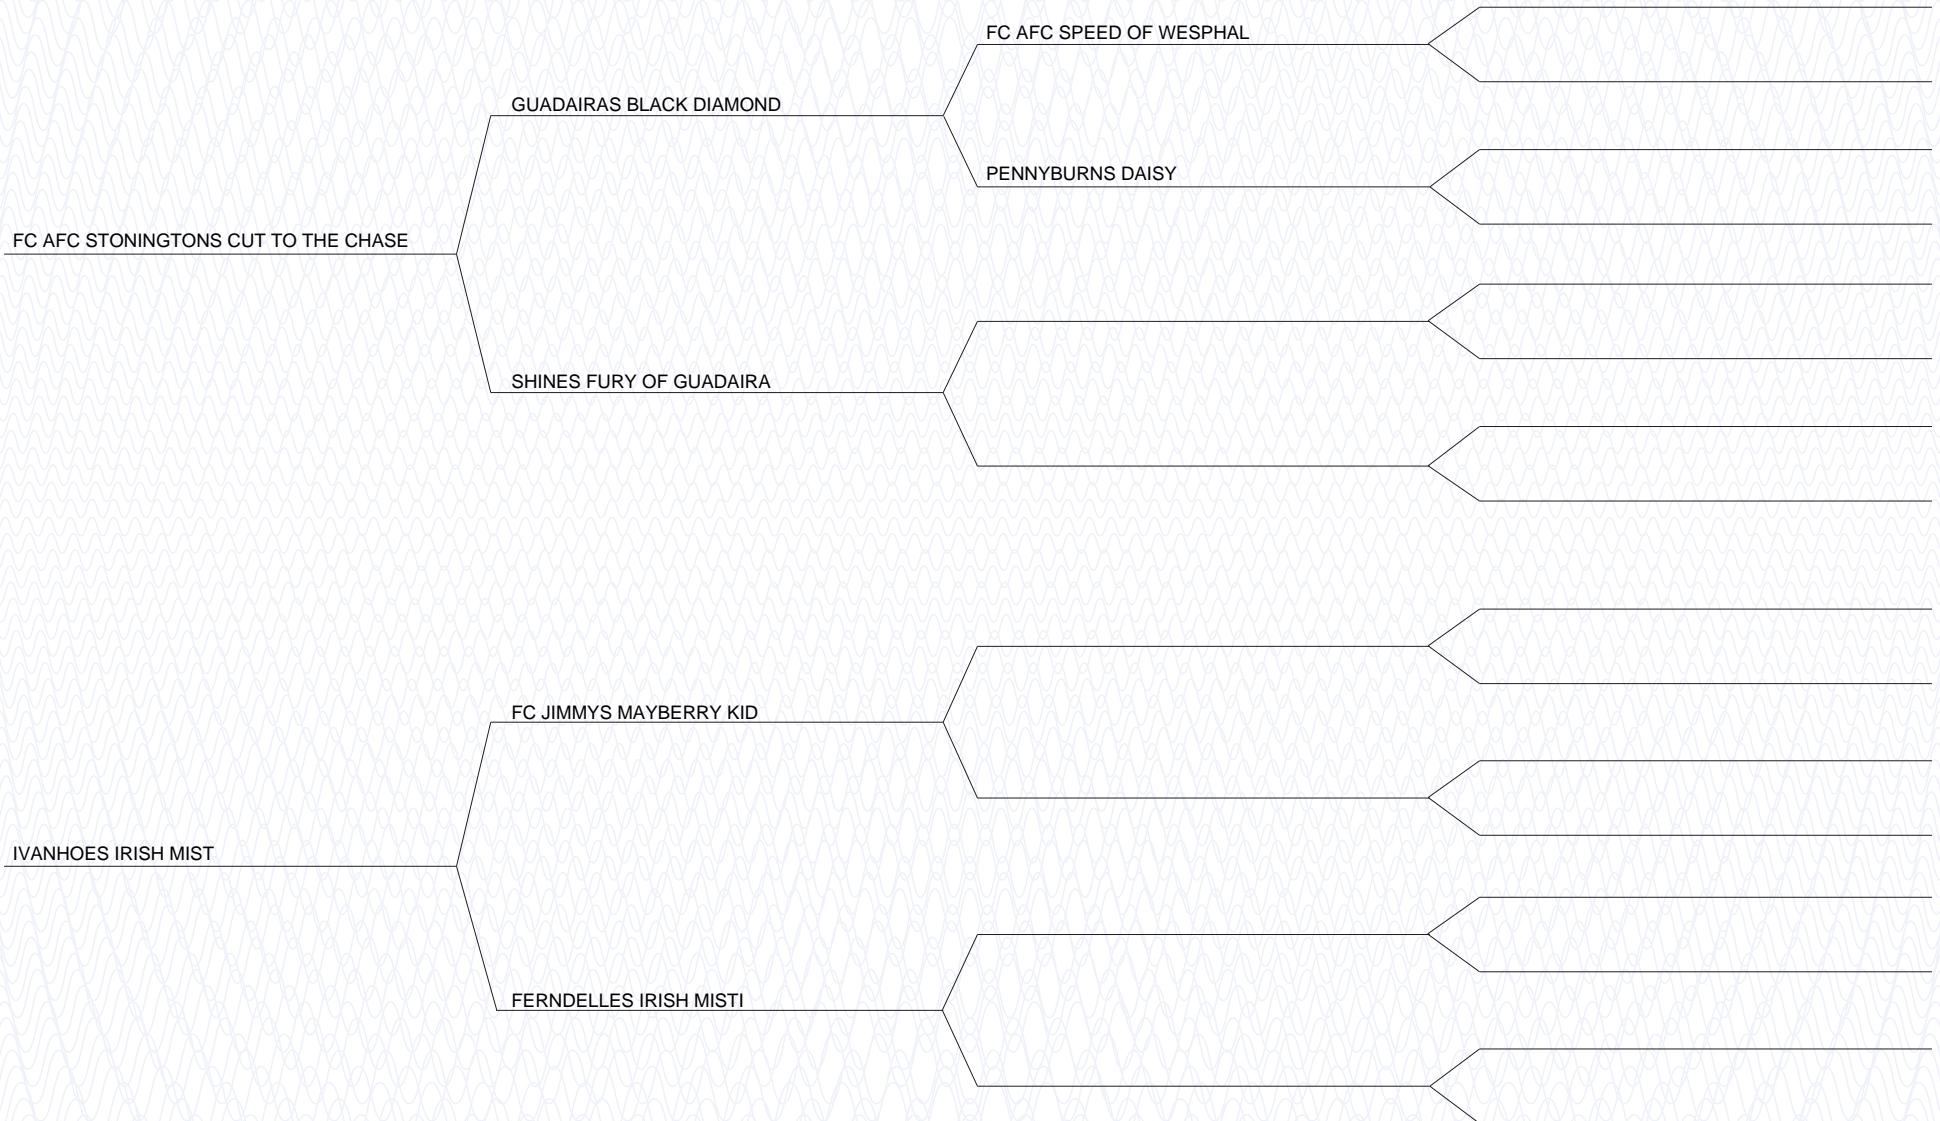 FC AFC SPEED OF WESPHAL
GUADAIRAS BLACK DIAMOND
PENNYBURNS DAISY
FC AFC STONINGTONS CUT TO THE CHASE
SHINES FURY OF GUADAIRA
FC JIMMYS MAYBERRY KID
IVANHOES IRISH MIST
FERNDELLES IRISH MISTI